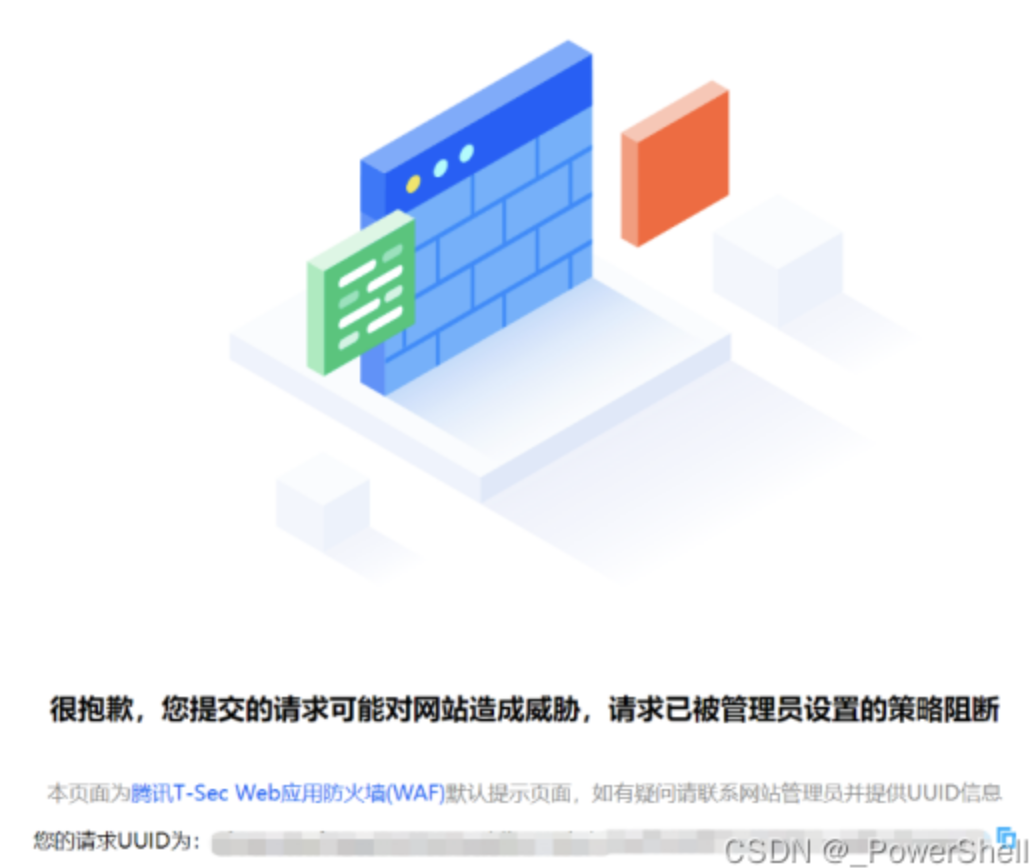 很抱歉，您提交的请求可能对网站造成威胁，请求已被管理员设置的策略阻断
本页面为腾讯T-Sec Web应用防火墙(WAF)默认提示页面，如有疑问请联系网站管理员并提供UUID信息
您的请求UUID为：
CSDN @_PowerShell